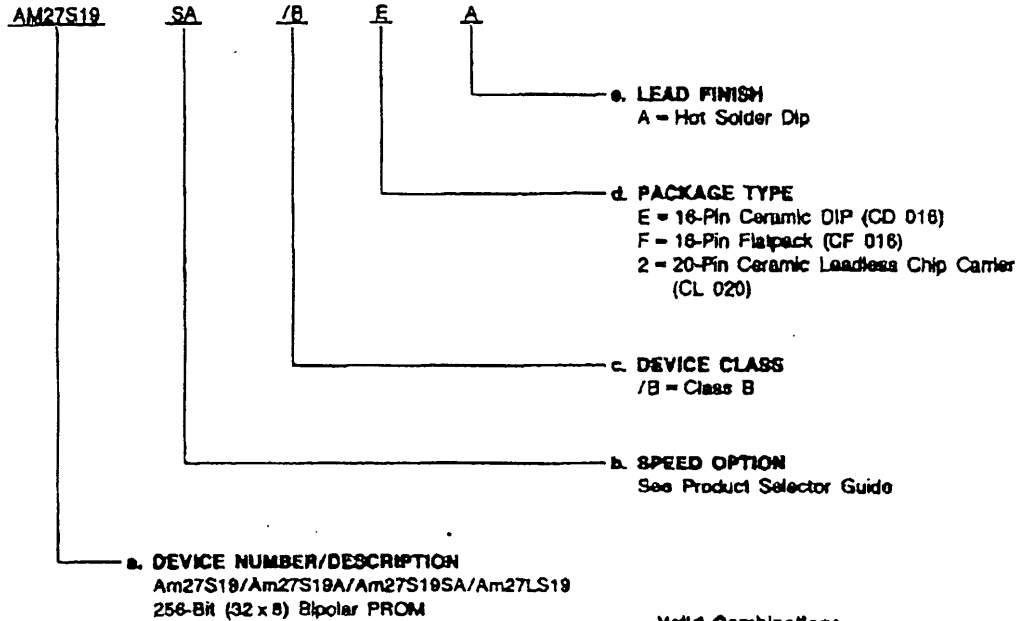 AM27S19 SA /B E A
e. LEAD FINISH
A = Hot Solder Dip
d. PACKAGE TYPE
E = 16-Pin Ceramic DIP (CD 016)
F = 16-Pin Flatpack (CF 016)
2 = 20-Pin Ceramic Leadless Chip Carrier
(CL 020)
c. DEVICE CLASS
/B = Class B
b. SPEED OPTION
See Product Selector Guide
a. DEVICE NUMBER/DESCRIPTION
Am27S19/Am27S19A/Am27S19SA/Am27LS19
256-Bit (32 x 8) Bipolar PROM
Valid Combinations